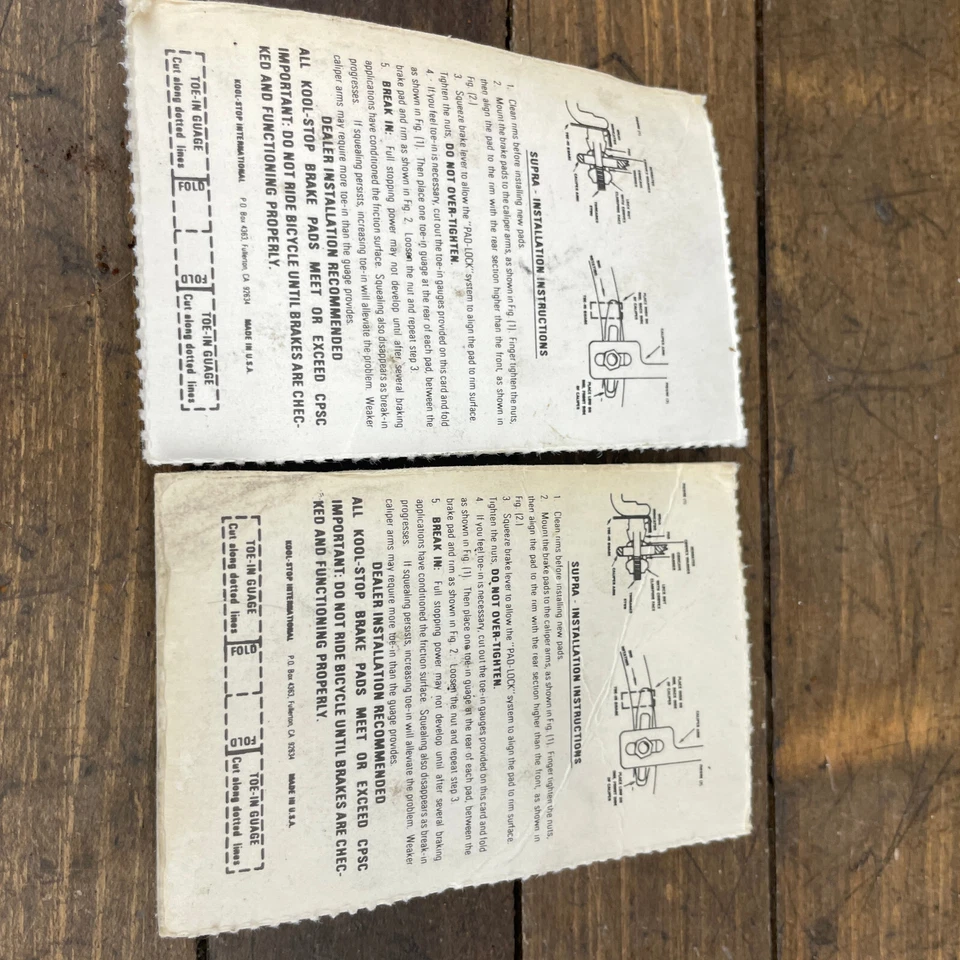 SUPRA - INSTALLATION INSTRUCTIONS
1. Clean rims before installing new pads.
2. Mount the brake pads to the caliper arms, as shown in Fig. (1). Finger tighten the nuts,
then align the pad to the rim with the rear section higher than the front, as shown in
Fig. (2.)
3. Squeeze brake lever to allow the "PAD-LOCK" system to align the pad to rim surface.
Tighten the nuts, DO NOT OVER-TIGHTEN.
4. If you feel toe-in is necessary, cut out the toe-in gauges provided on this card and fold
as shown in Fig. (1). Then place one toe-in guage at the rear of each pad, between the
brake pad and rim as shown in Fig. 2. Loosen the nut and repeat step 3.
5. BREAK IN: Full stopping power may not develop until after several braking
applications have conditioned the friction surface. Squealing also disappears as break-in
progresses. If squealing persists, increasing toe-in will alleviate the problem. Weaker
caliper arms may require more toe-in than the guage provides.
DEALER INSTALLATION RECOMMENDED
ALL KOOL-STOP BRAKE PADS MEET OR EXCEED CPSC
IMPORTANT: DO NOT RIDE BICYCLE UNTIL BRAKES ARE CHEC-
KED AND FUNCTIONING PROPERLY.
KOOL-STOP INTERNATIONAL P.O. Box 4363, Fullerton, CA 92634 MADE IN U.S.A.
TOE-IN GUAGE FOLD
Cut along dotted lines
FOLD TOE-IN GUAGE
Cut along dotted lines
SUPRA - INSTALLATION INSTRUCTIONS
1. Clean rims before installing new pads.
2. Mount the brake pads to the caliper arms, as shown in Fig. (1). Finger tighten the nuts,
then align the pad to the rim with the rear section higher than the front, as shown in
Fig. (2.)
3. Squeeze brake lever to allow the "PAD-LOCK" system to align the pad to rim surface.
Tighten the nuts, DO NOT OVER-TIGHTEN.
4. If you feel toe-in is necessary, cut out the toe-in gauges provided on this card and fold
as shown in Fig. (1). Then place one toe-in guage at the rear of each pad, between the
brake pad and rim as shown in Fig. 2. Loosen the nut and repeat step 3.
5. BREAK IN: Full stopping power may not develop until after several braking
applications have conditioned the friction surface. Squealing also disappears as break-in
progresses. If squealing persists, increasing toe-in will alleviate the problem. Weaker
caliper arms may require more toe-in than the guage provides.
DEALER INSTALLATION RECOMMENDED
ALL KOOL-STOP BRAKE PADS MEET OR EXCEED CPSC
IMPORTANT: DO NOT RIDE BICYCLE UNTIL BRAKES ARE CHEC-
KED AND FUNCTIONING PROPERLY.
KOOL-STOP INTERNATIONAL P.O. Box 4363, Fullerton, CA 92634 MADE IN U.S.A.
TOE-IN GUAGE FOLD
Cut along dotted lines
FOLD TOE-IN GUAGE
Cut along dotted lines